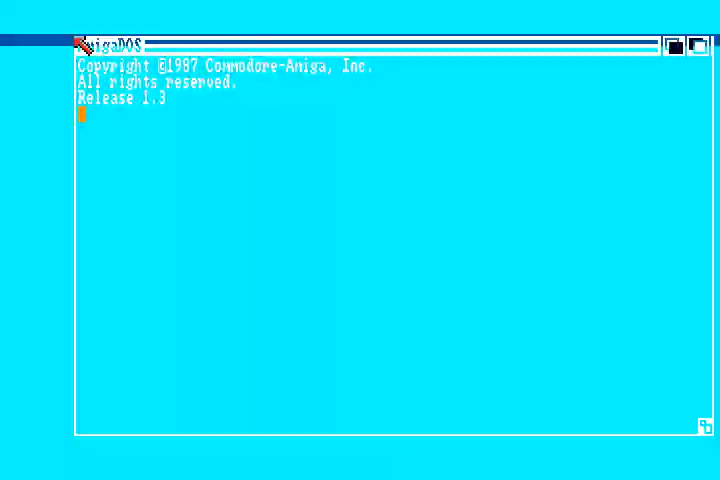 AmigaDOS
Copyright ©1987 Commodore-Amiga, Inc.
All rights reserved.
Release 1.3